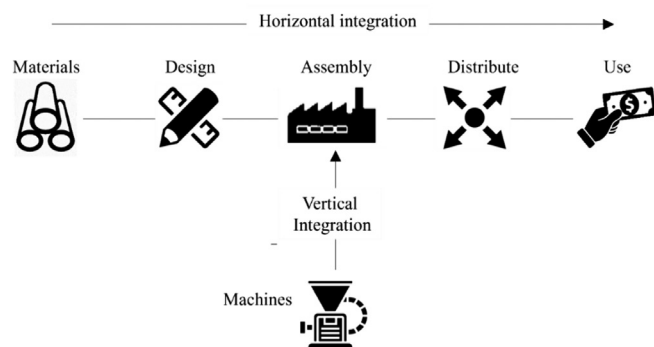 Horizontal integration
Materials
Design
Assembly
Distribute
Use
Vertical
Integration
Machines